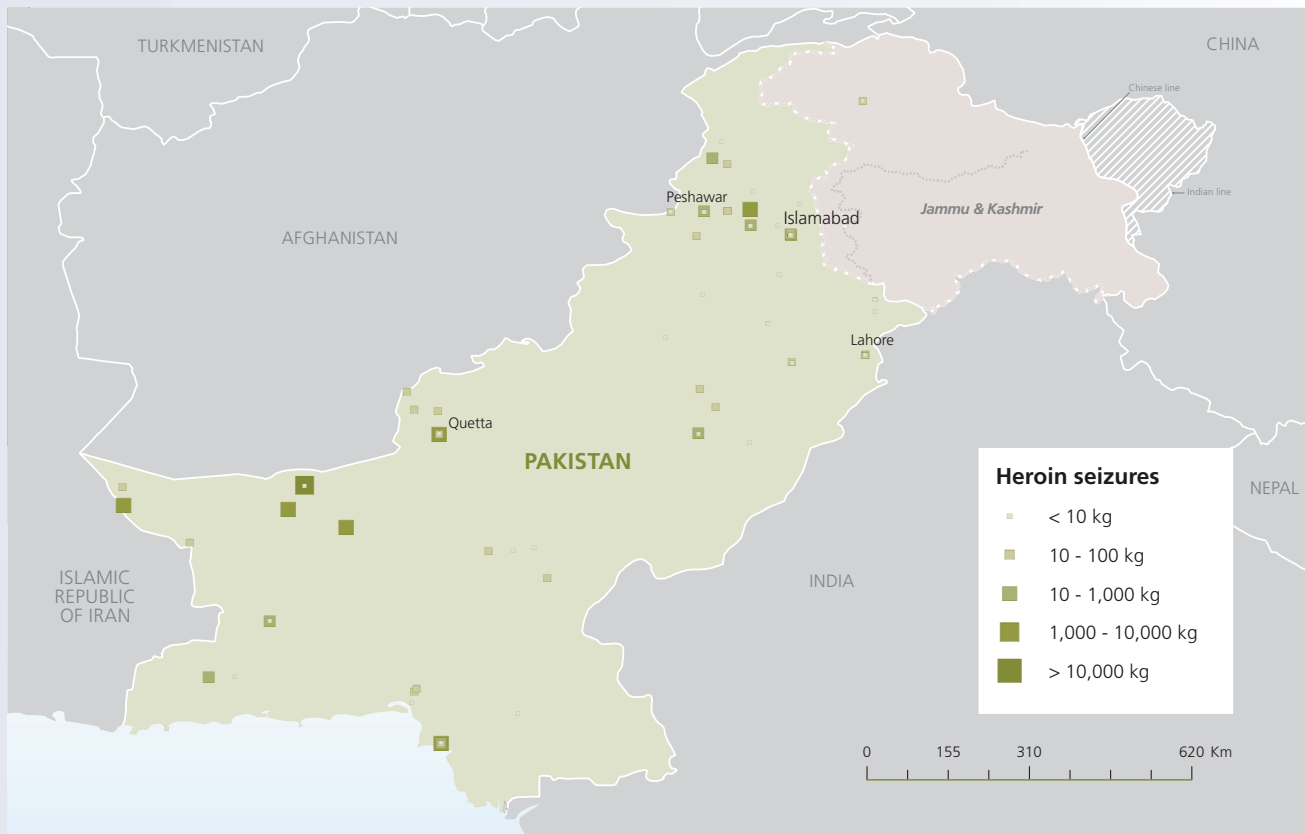 TURKMENISTAN
CHINA
Chinese line
Indian line
Peshawar
Islamabad
Jammu & Kashmir
AFGHANISTAN
Lahore
Quetta
PAKISTAN
NEPAL
ISLAMIC
REPUBLIC
OF IRAN
INDIA
Heroin seizures
< 10 kg
10 - 100 kg
10 - 1,000 kg
1,000 - 10,000 kg
> 10,000 kg
0 155 310 620 Km